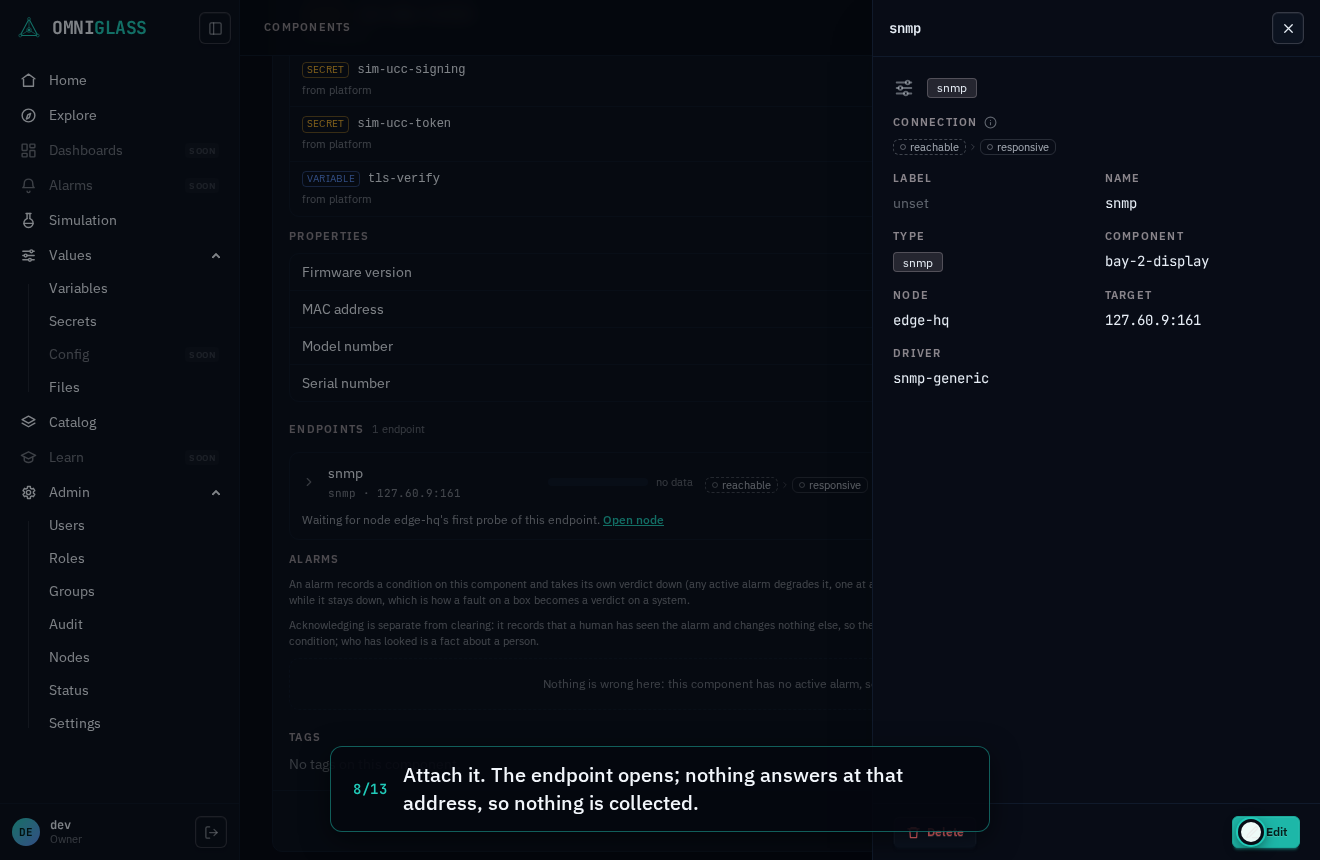 OMNIGLASS
Home
Explore
Dashboards SOON
Alarms SOON
Simulation
Values
Variables
Secrets
Config SOON
Files
Catalog
Learn SOON
Admin
Users
Roles
Groups
Audit
Nodes
Status
Settings
DE dev
Owner
COMPONENTS
SECRET sim-ucc-signing
from platform
SECRET sim-ucc-token
from platform
VARIABLE tls-verify
from platform
PROPERTIES
Firmware version
MAC address
Model number
Serial number
ENDPOINTS 1 endpoint
snmp
snmp · 127.60.9:161
no data reachable › responsive
Waiting for node edge-hq's first probe of this endpoint. Open node
ALARMS
An alarm records a condition on this component and takes its own verdict down (any active alarm degrades it, one at a
while it stays down, which is how a fault on a box becomes a verdict on a system.
Acknowledging is separate from clearing: it records that a human has seen the alarm and changes nothing else, so the
condition; who has looked is a fact about a person.
Nothing is wrong here: this component has no active alarm, s
TAGS
No tag
8/13 Attach it. The endpoint opens; nothing answers at that
address, so nothing is collected.
snmp
snmp
CONNECTION
reachable › responsive
LABEL
unset
NAME
snmp
TYPE
snmp
COMPONENT
bay-2-display
NODE
edge-hq
TARGET
127.60.9:161
DRIVER
snmp-generic
Delete
Edit